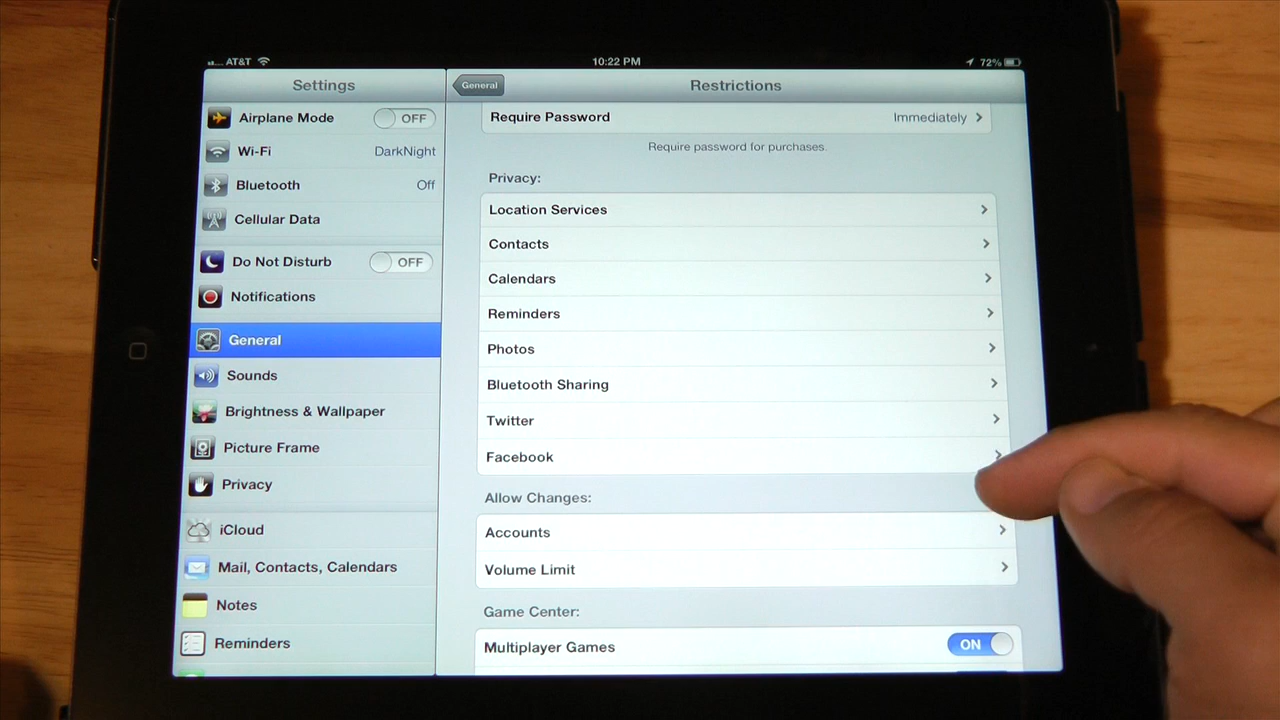 AT&T 10:22 PM 72%
Settings
Airplane Mode OFF
Wi-Fi DarkNight
Bluetooth Off
Cellular Data
Do Not Disturb OFF
Notifications
General
Sounds
Brightness & Wallpaper
Picture Frame
Privacy
iCloud
Mail, Contacts, Calendars
Notes
Reminders
General Restrictions
Require Password Immediately
Require password for purchases.
Privacy:
Location Services
Contacts
Calendars
Reminders
Photos
Bluetooth Sharing
Twitter
Facebook
Allow Changes:
Accounts
Volume Limit
Game Center:
Multiplayer Games ON